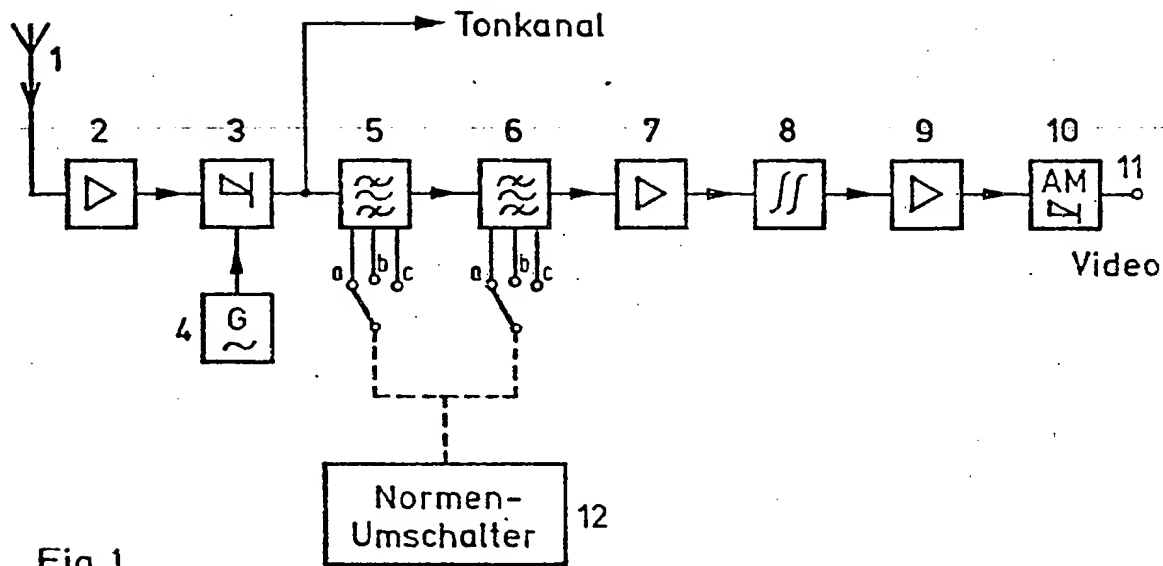 Tonkanal
1
2 3 5 6 7 8 9 10
11
AM
Video
a b c a b c
4
G
Normen-
Umschalter
12
Fig.1